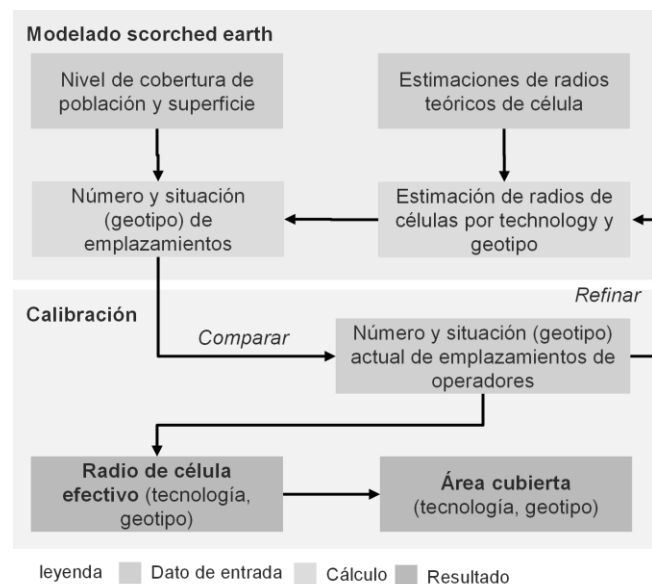 Modelado scorched earth
Nivel de cobertura de
población y superficie
Estimaciones de radios
teóricos de célula
Número y situación
(geotipo) de
emplazamientos
Estimación de radios de
células por technology y
geotipo
Refinar
Calibración
Comparar
Número y situación (geotipo)
actual de emplazamientos de
operadores
Radio de célula
efectivo (tecnología,
geotipo)
Área cubierta
(tecnología, geotipo)
leyenda Dato de entrada Cálculo Resultado